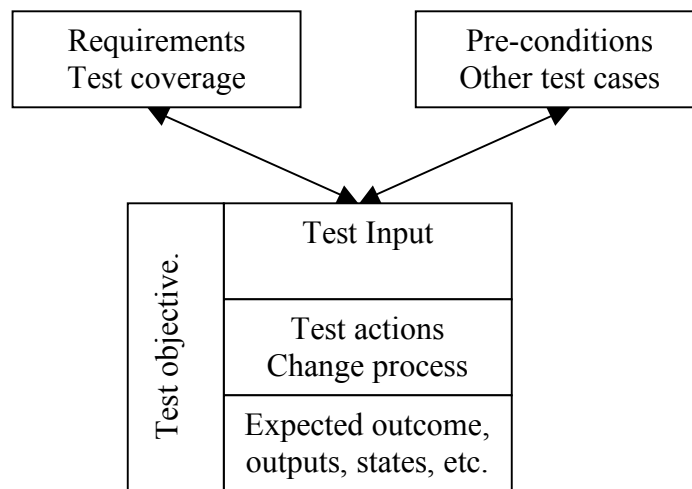 Requirements
Test coverage
Pre-conditions
Other test cases
Test objective.
Test Input
Test actions
Change process
Expected outcome,
outputs, states, etc.